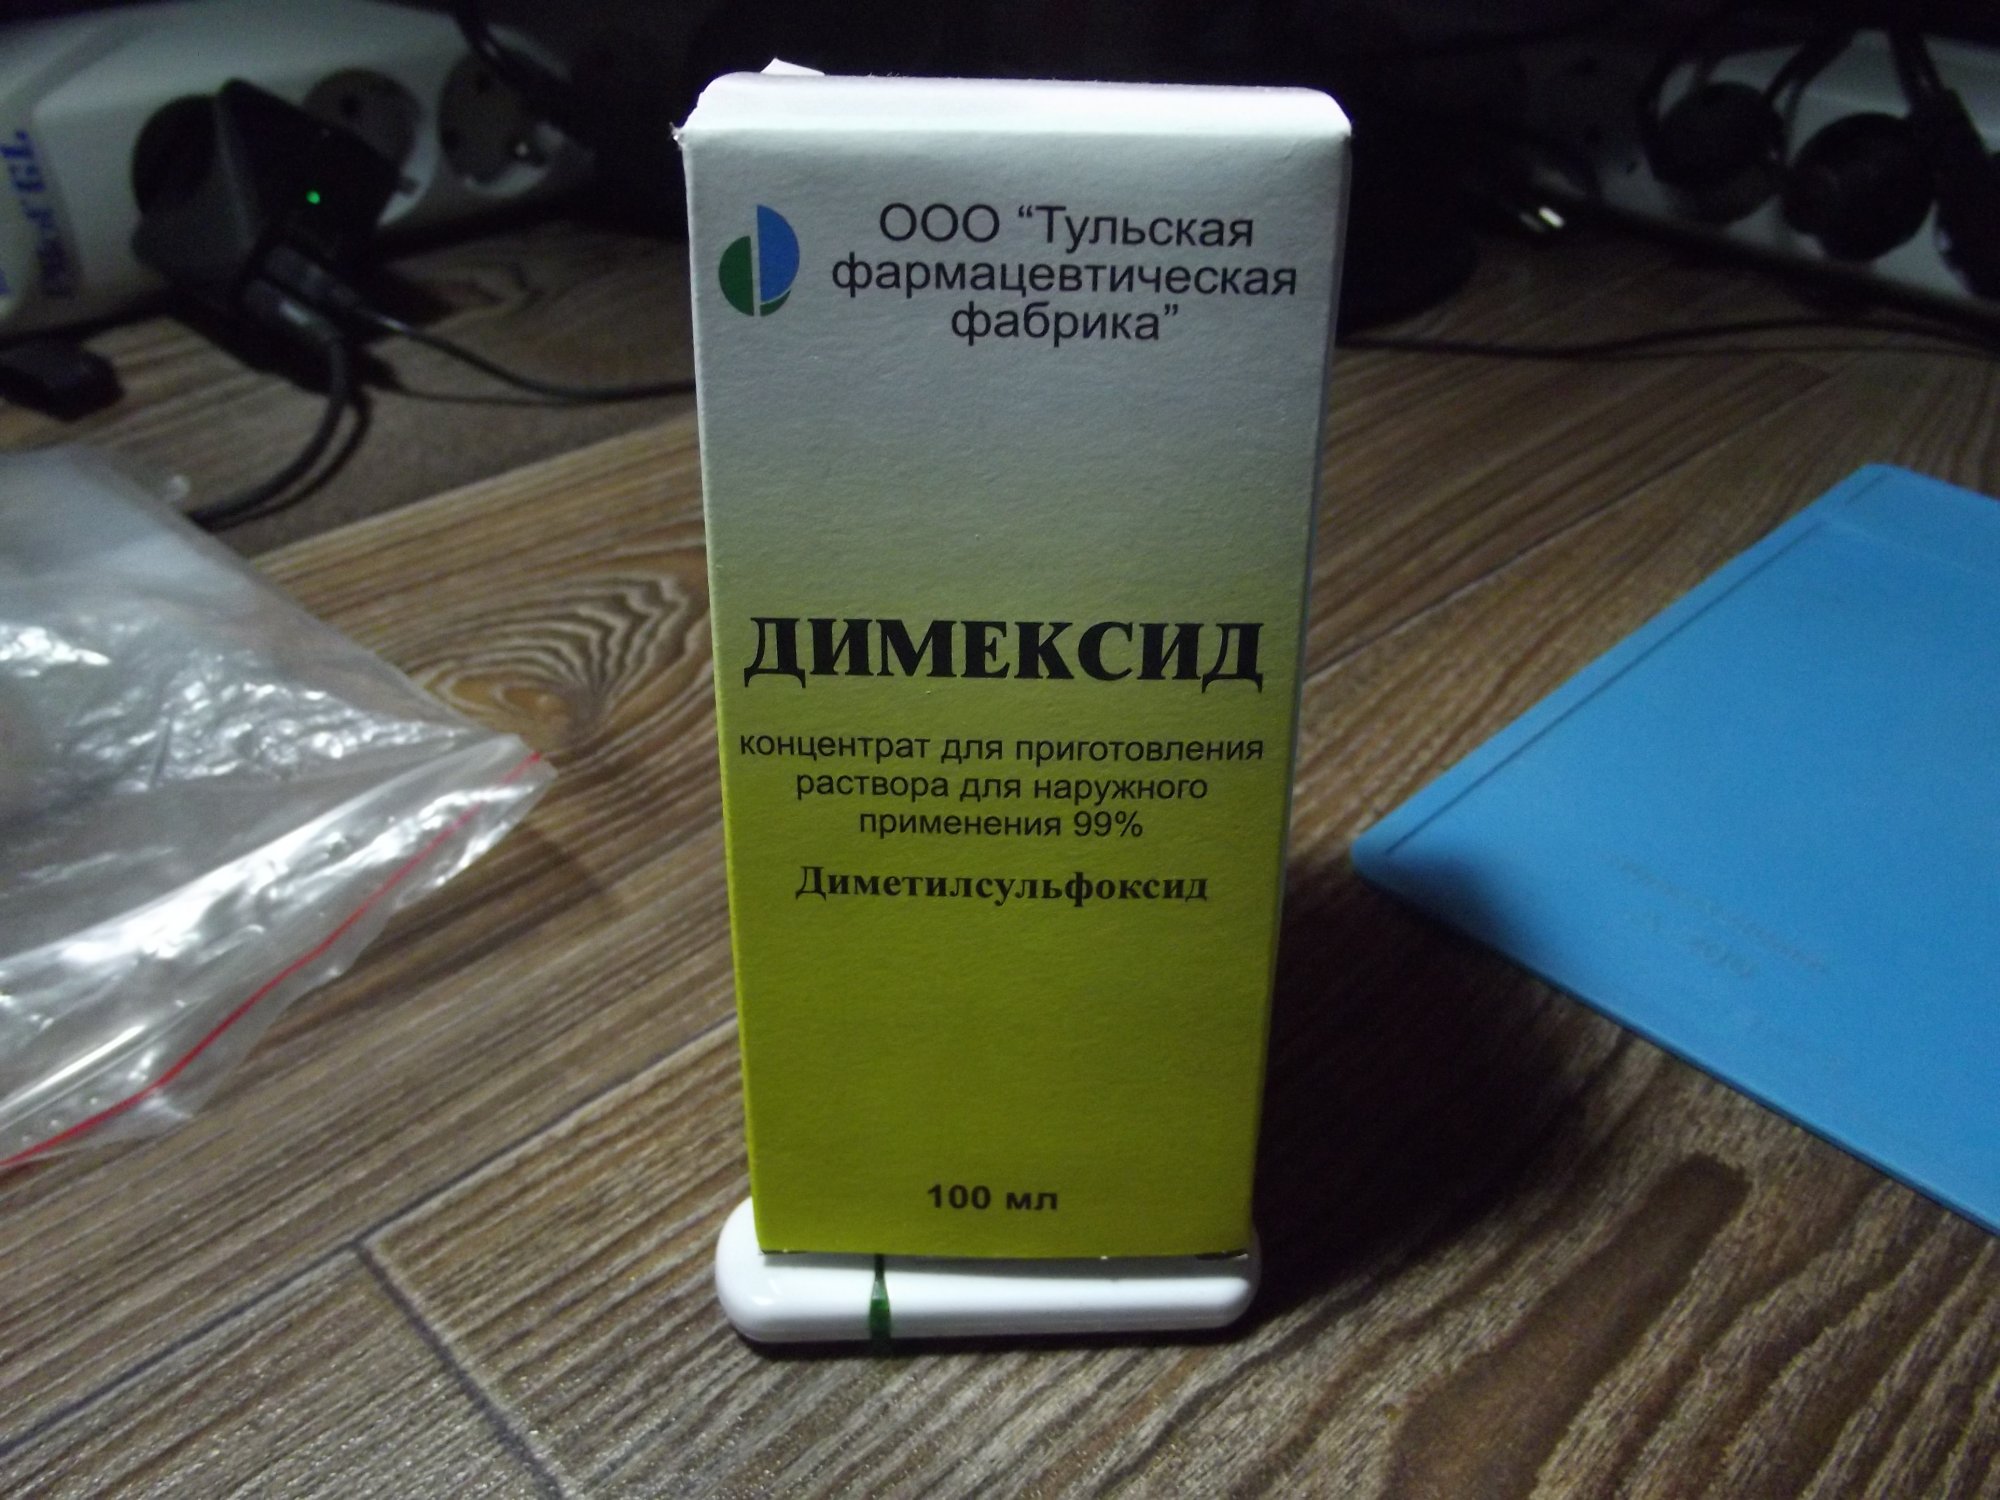 ООО “Тульская
фармацевтическая
фабрика”
ДИМЕКСИД
концентрат для приготовления
раствора для наружного
применения 99%
Диметилсульфоксид
100 мл